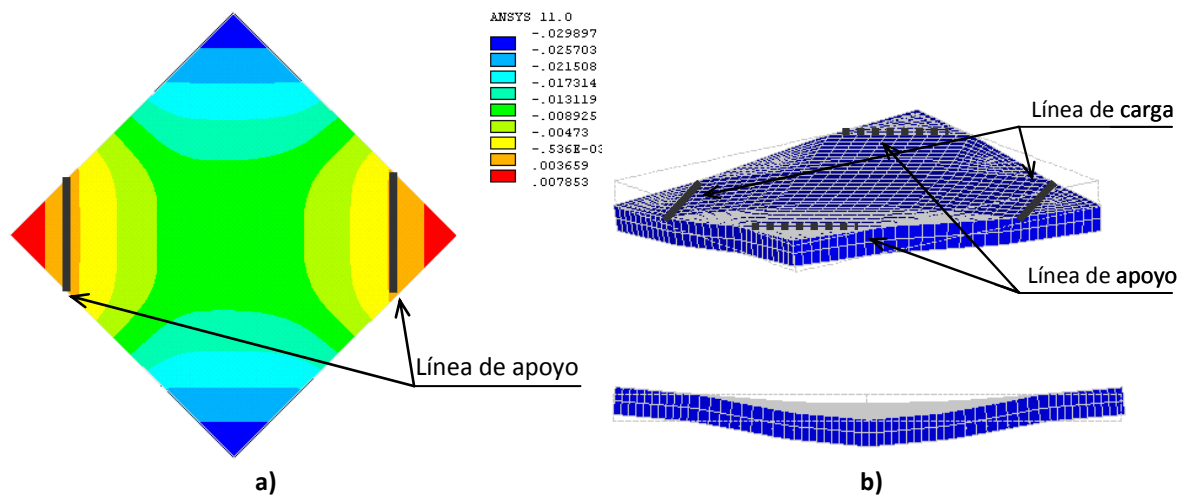 ANSYS 11.0
-.029897
-.025703
-.021508
-.017314
-.013119
-.008925
-.00473
-.536E-03
.003659
.007853
Línea de apoyo
a)
Línea de carga
Línea de apoyo
b)